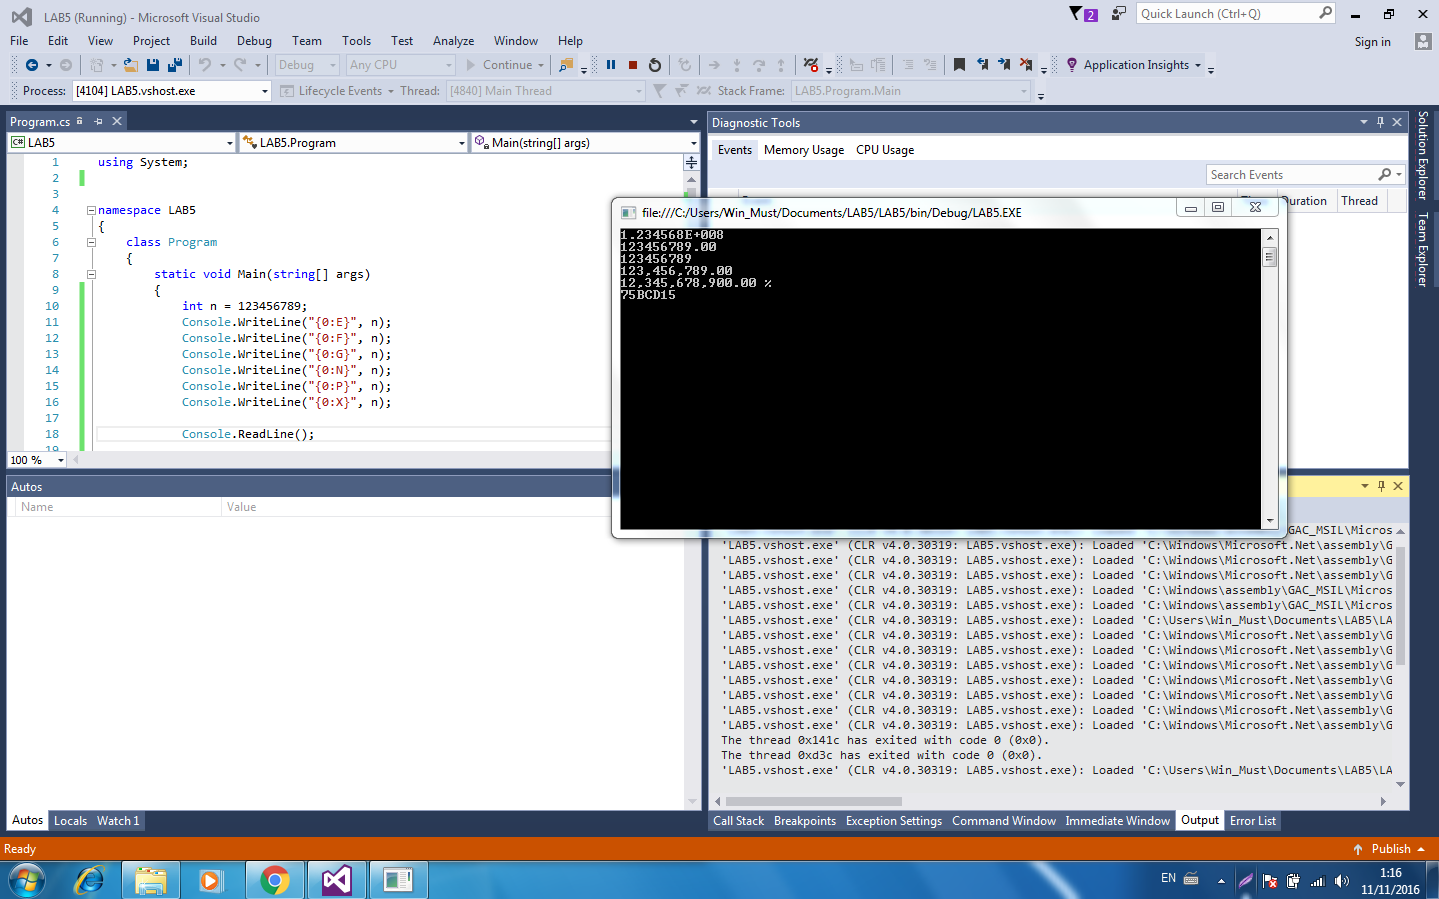 LAB5 (Running) - Microsoft Visual Studio
2
Quick Launch (Ctrl+Q)
File Edit View Project Build Debug Team Tools Test Analyze Window Help
Sign in
Debug Any CPU Continue Application Insights
Process: [4104] LAB5.vshost.exe Lifecycle Events Thread: [4840] Main Thread Stack Frame: LAB5.Program.Main
Program.cs
C# LAB5 LAB5.Program Main(string[] args)
1 using System;
2
3
4 namespace LAB5
5 {
6 class Program
7 {
8 static void Main(string[] args)
9 {
10 int n = 123456789;
11 Console.WriteLine("{0:E}", n);
12 Console.WriteLine("{0:F}", n);
13 Console.WriteLine("{0:G}", n);
14 Console.WriteLine("{0:N}", n);
15 Console.WriteLine("{0:P}", n);
16 Console.WriteLine("{0:X}", n);
17
18 Console.ReadLine();
19
100 %
Diagnostic Tools
Events Memory Usage CPU Usage
Search Events
Duration Thread
Solution Explorer
Team Explorer
file:///C:/Users/Win_Must/Documents/LAB5/LAB5/bin/Debug/LAB5.EXE
1.234568E+008
123456789.00
123456789
123,456,789.00
12,345,678,900.00 %
75BCD15
Autos
Name Value
GAC_MSIL\Micros
'LAB5.vshost.exe' (CLR v4.0.30319: LAB5.vshost.exe): Loaded 'C:\Windows\Microsoft.Net\assembly\G
'LAB5.vshost.exe' (CLR v4.0.30319: LAB5.vshost.exe): Loaded 'C:\Windows\Microsoft.Net\assembly\G
'LAB5.vshost.exe' (CLR v4.0.30319: LAB5.vshost.exe): Loaded 'C:\Windows\Microsoft.Net\assembly\G
'LAB5.vshost.exe' (CLR v4.0.30319: LAB5.vshost.exe): Loaded 'C:\Windows\assembly\GAC_MSIL\Micros
'LAB5.vshost.exe' (CLR v4.0.30319: LAB5.vshost.exe): Loaded 'C:\Windows\assembly\GAC_MSIL\Micros
'LAB5.vshost.exe' (CLR v4.0.30319: LAB5.vshost.exe): Loaded 'C:\Users\Win_Must\Documents\LAB5\LA
'LAB5.vshost.exe' (CLR v4.0.30319: LAB5.vshost.exe): Loaded 'C:\Windows\Microsoft.Net\assembly\G
'LAB5.vshost.exe' (CLR v4.0.30319: LAB5.vshost.exe): Loaded 'C:\Windows\Microsoft.Net\assembly\G
'LAB5.vshost.exe' (CLR v4.0.30319: LAB5.vshost.exe): Loaded 'C:\Windows\Microsoft.Net\assembly\G
'LAB5.vshost.exe' (CLR v4.0.30319: LAB5.vshost.exe): Loaded 'C:\Windows\Microsoft.Net\assembly\G
'LAB5.vshost.exe' (CLR v4.0.30319: LAB5.vshost.exe): Loaded 'C:\Windows\Microsoft.Net\assembly\G
'LAB5.vshost.exe' (CLR v4.0.30319: LAB5.vshost.exe): Loaded 'C:\Windows\Microsoft.Net\assembly\G
'LAB5.vshost.exe' (CLR v4.0.30319: LAB5.vshost.exe): Loaded 'C:\Windows\Microsoft.Net\assembly\G
The thread 0x141c has exited with code 0 (0x0).
The thread 0xd3c has exited with code 0 (0x0).
'LAB5.vshost.exe' (CLR v4.0.30319: LAB5.vshost.exe): Loaded 'C:\Users\Win_Must\Documents\LAB5\LA
Autos Locals Watch 1
Call Stack Breakpoints Exception Settings Command Window Immediate Window Output Error List
Ready
Publish
EN
1:16
11/11/2016